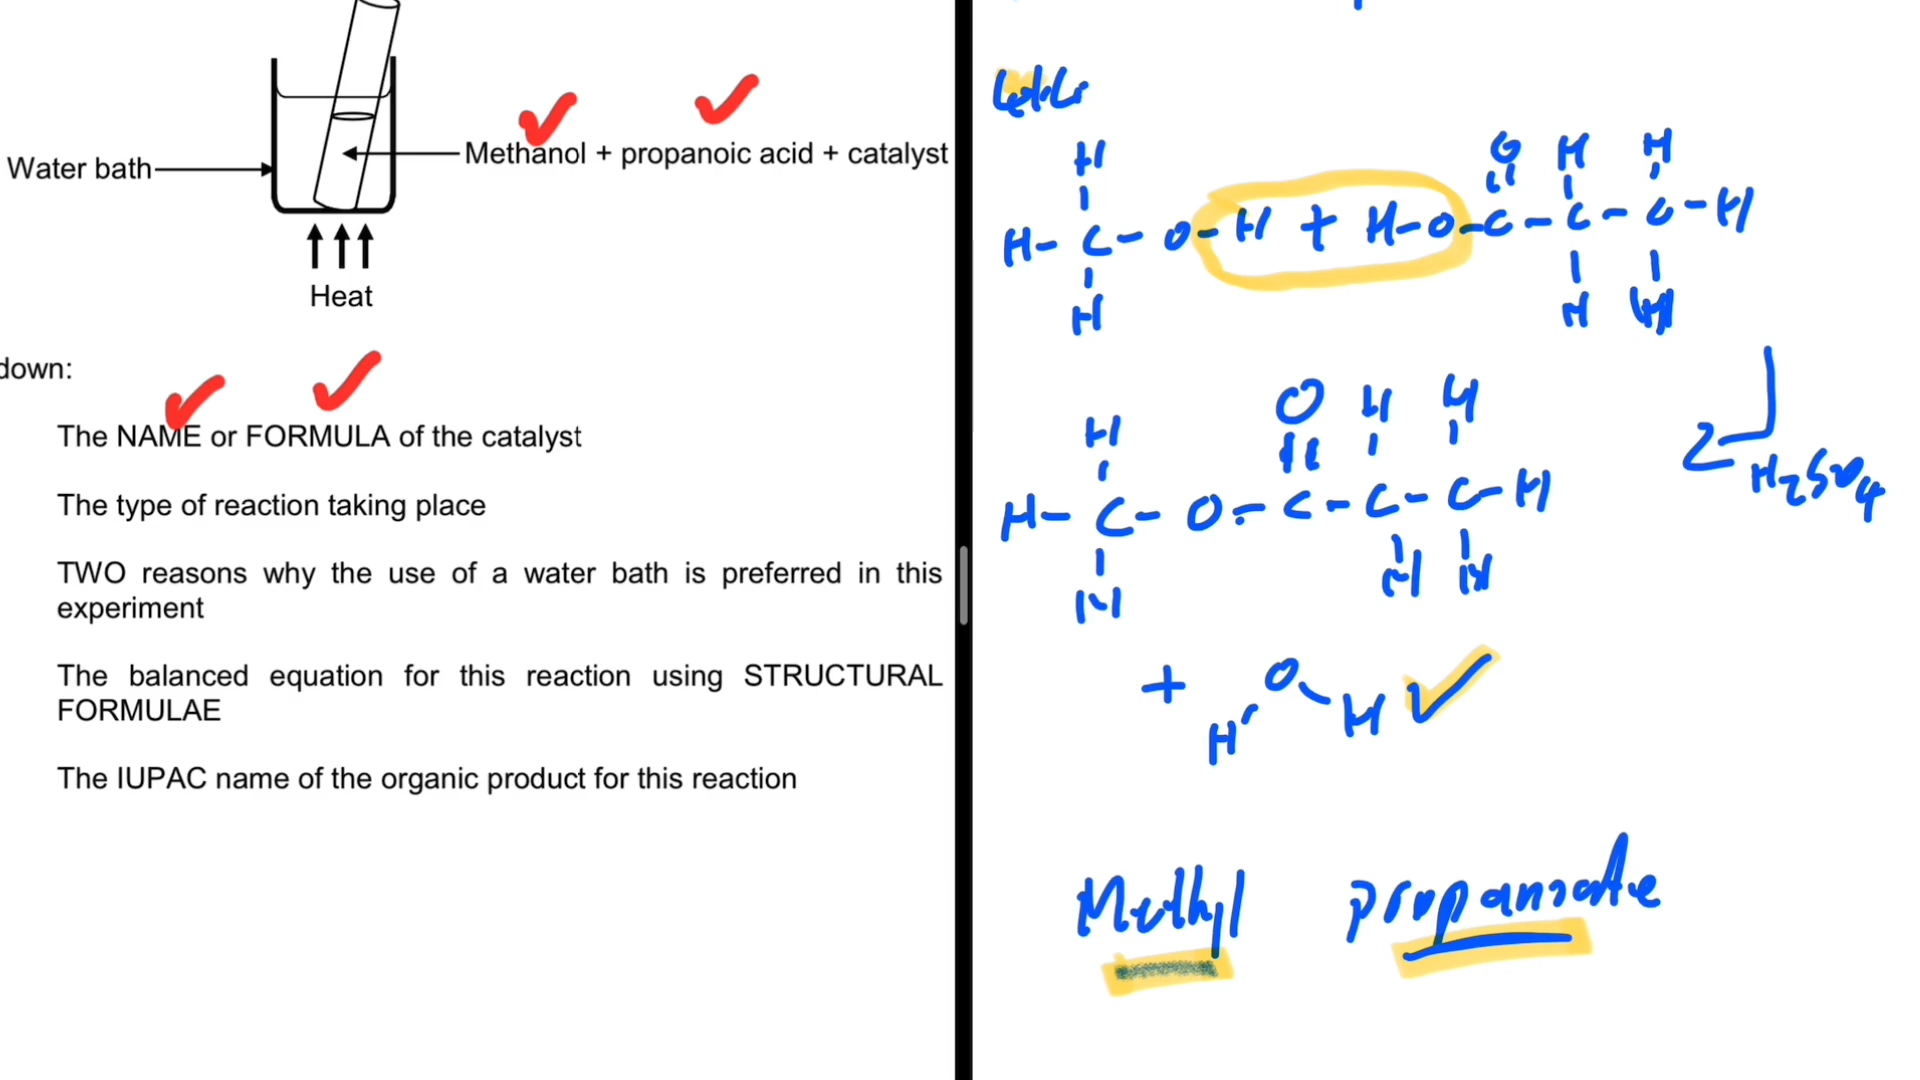 Water bath
Methanol + propanoic acid + catalyst
Heat
down:
The NAME or FORMULA of the catalyst
The type of reaction taking place
TWO reasons why the use of a water bath is preferred in this
experiment
The balanced equation for this reaction using STRUCTURAL
FORMULAE
The IUPAC name of the organic product for this reaction
H O H H
H - C - O - H + H - O - C - C - C - H
H H H
H2SO4
H O H H
H - C - O - C - C - C - H
H H H
+ H O H
Methyl propanoate